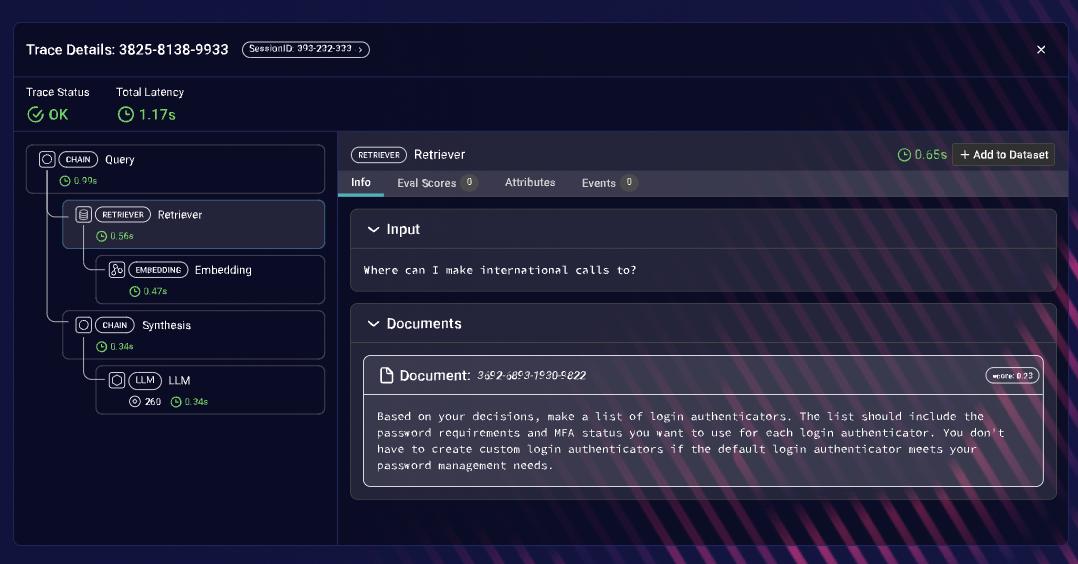 Trace Details: 3825-8138-9933 SessionID: 393-232-333 ›
Trace Status Total Latency
OK 1.17s
CHAIN Query
0.99s
RETRIEVER Retriever
0.56s
EMBEDDING Embedding
0.47s
CHAIN Synthesis
0.34s
LLM LLM
260 0.34s
RETRIEVER Retriever 0.65s + Add to Dataset
Info Eval Scores 0 Attributes Events 0
Input
Where can I make international calls to?
Documents
Document: 3692-6893-1930-9822 score: 0.23
Based on your decisions, make a list of login authenticators. The list should include the
password requirements and MFA status you want to use for each login authenticator. You don't
have to create custom login authenticators if the default login authenticator meets your
password management needs.